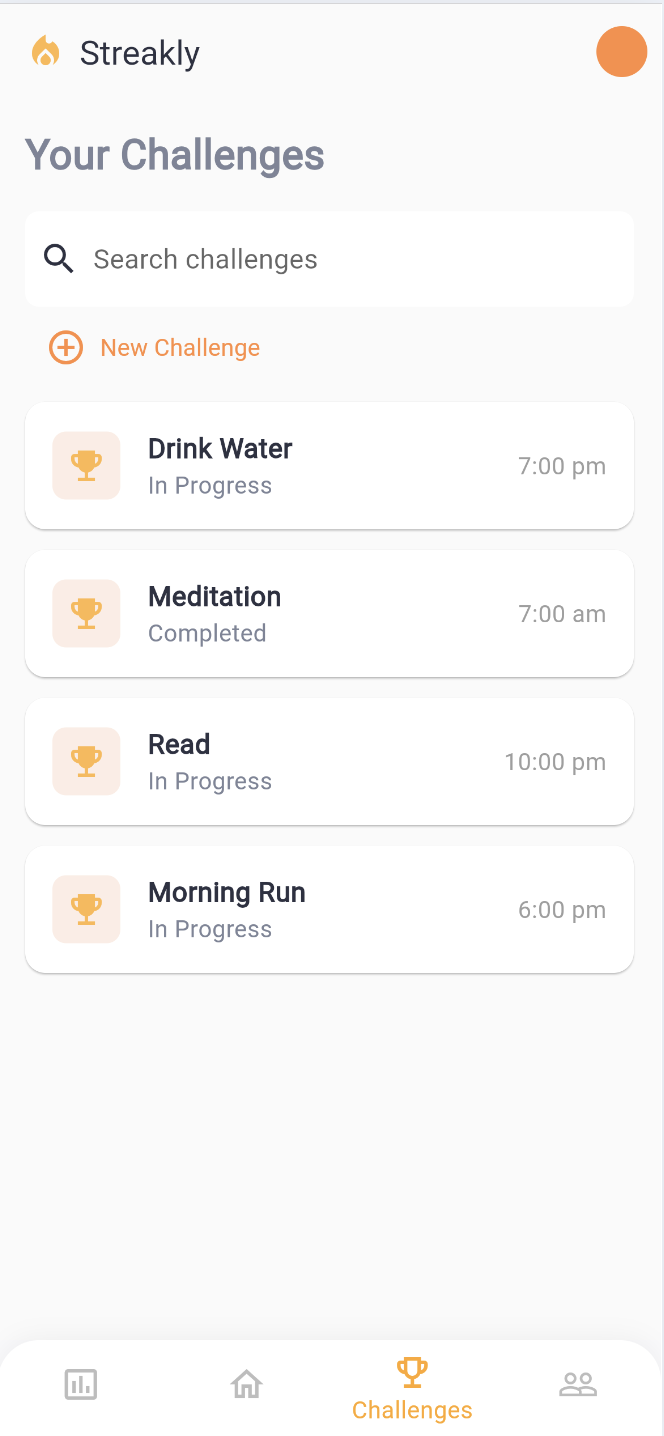 Streakly
Your Challenges
Search challenges
New Challenge
Drink Water
In Progress
7:00 pm
Meditation
Completed
7:00 am
Read
In Progress
10:00 pm
Morning Run
In Progress
6:00 pm
Challenges